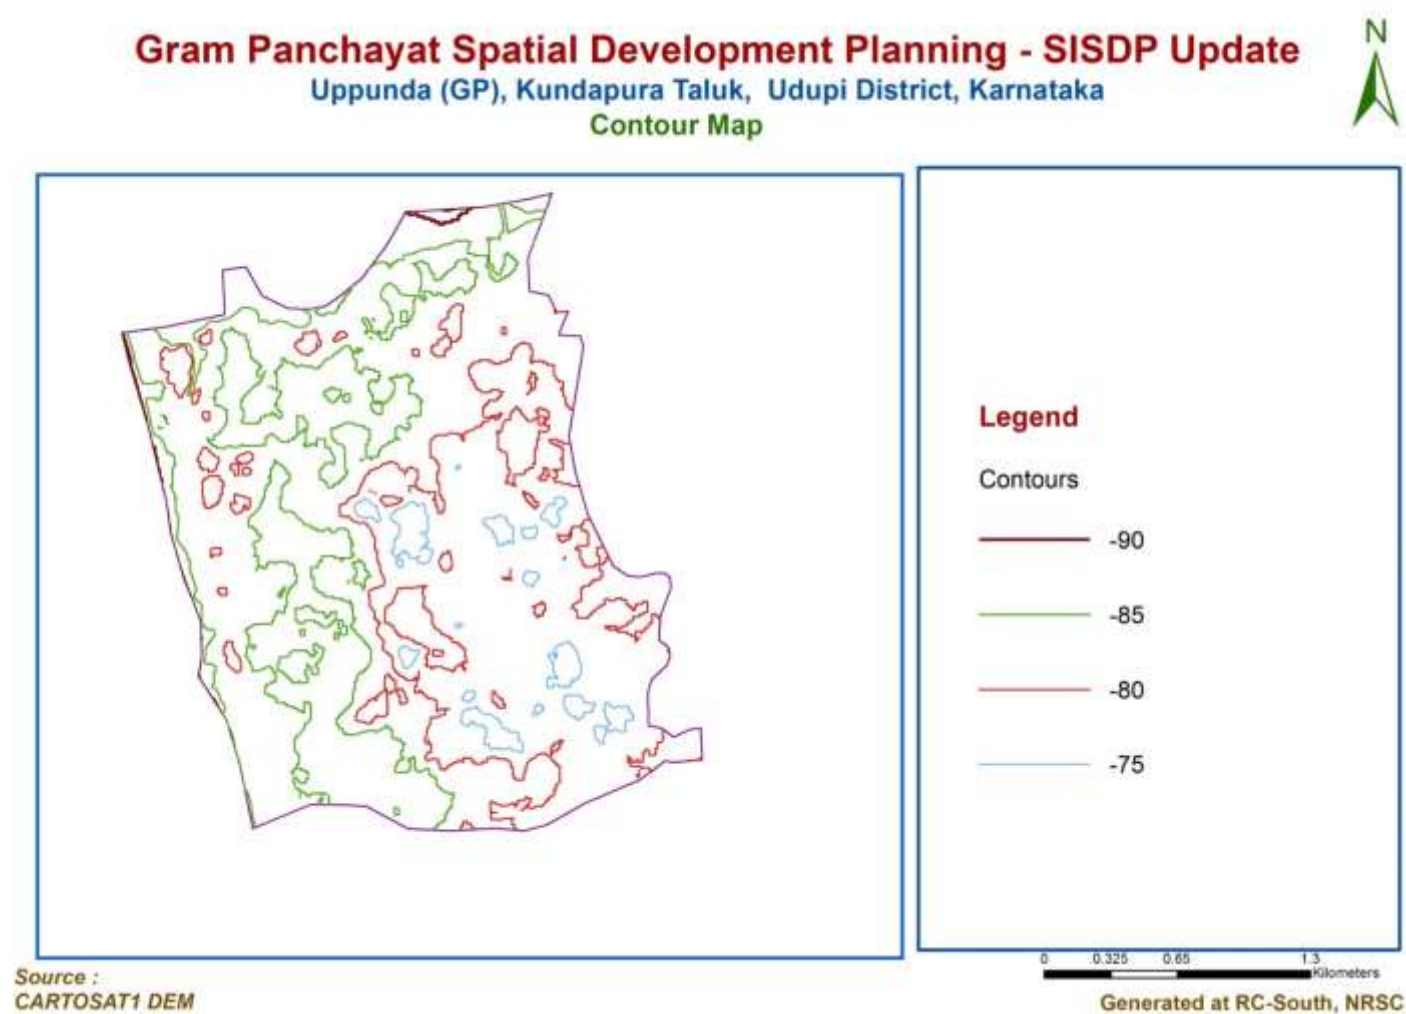 Gram Panchayat Spatial Development Planning - SISDP Update
Uppunda (GP), Kundapura Taluk, Udupi District, Karnataka
Contour Map
N
Legend
Contours
-90
-85
-80
-75
0 0.325 0.65 1.3
Kilometers
Source :
CARTOSAT1 DEM
Generated at RC-South, NRSC